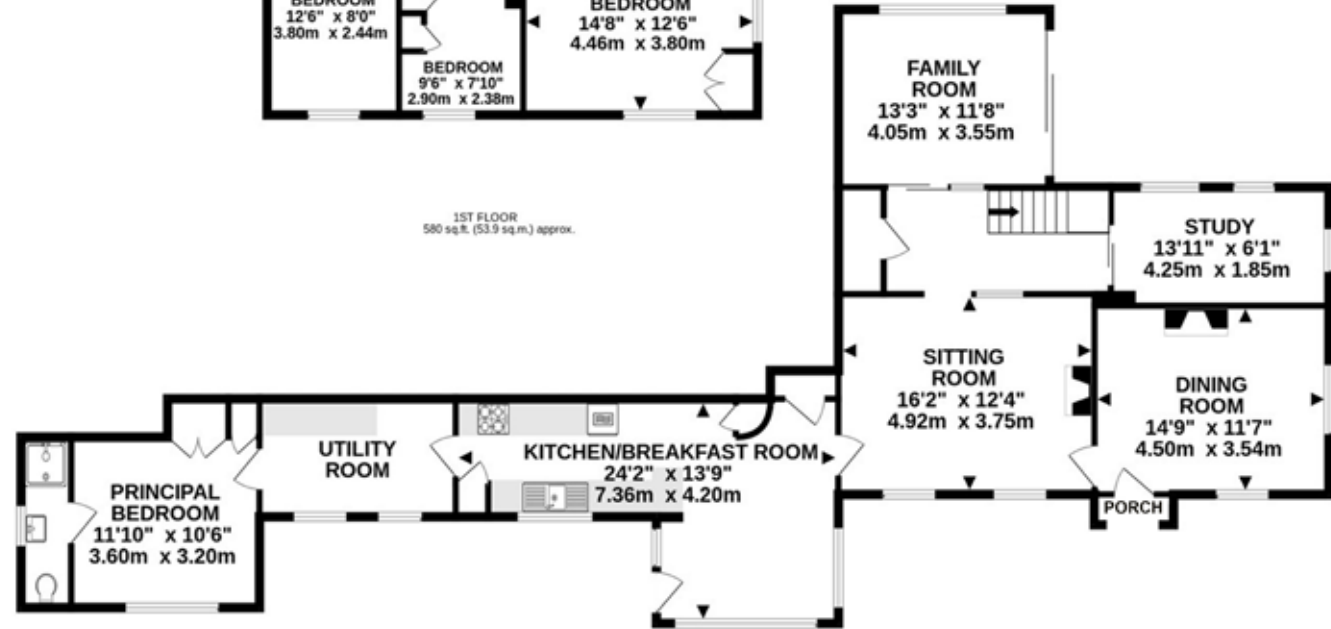 BEDROOM
12'6" x 8'0"
3.80m x 2.44m
BEDROOM
9'6" x 7'10"
2.90m x 2.38m
BEDROOM
14'8" x 12'6"
4.46m x 3.80m
FAMILY
ROOM
13'3" x 11'8"
4.05m x 3.55m
1ST FLOOR
580 sq.ft. (53.9 sq.m.) approx.
STUDY
13'11" x 6'1"
4.25m x 1.85m
SITTING
ROOM
16'2" x 12'4"
4.92m x 3.75m
DINING
ROOM
14'9" x 11'7"
4.50m x 3.54m
PORCH
KITCHEN/BREAKFAST ROOM
24'2" x 13'9"
7.36m x 4.20m
UTILITY
ROOM
PRINCIPAL
BEDROOM
11'10" x 10'6"
3.60m x 3.20m